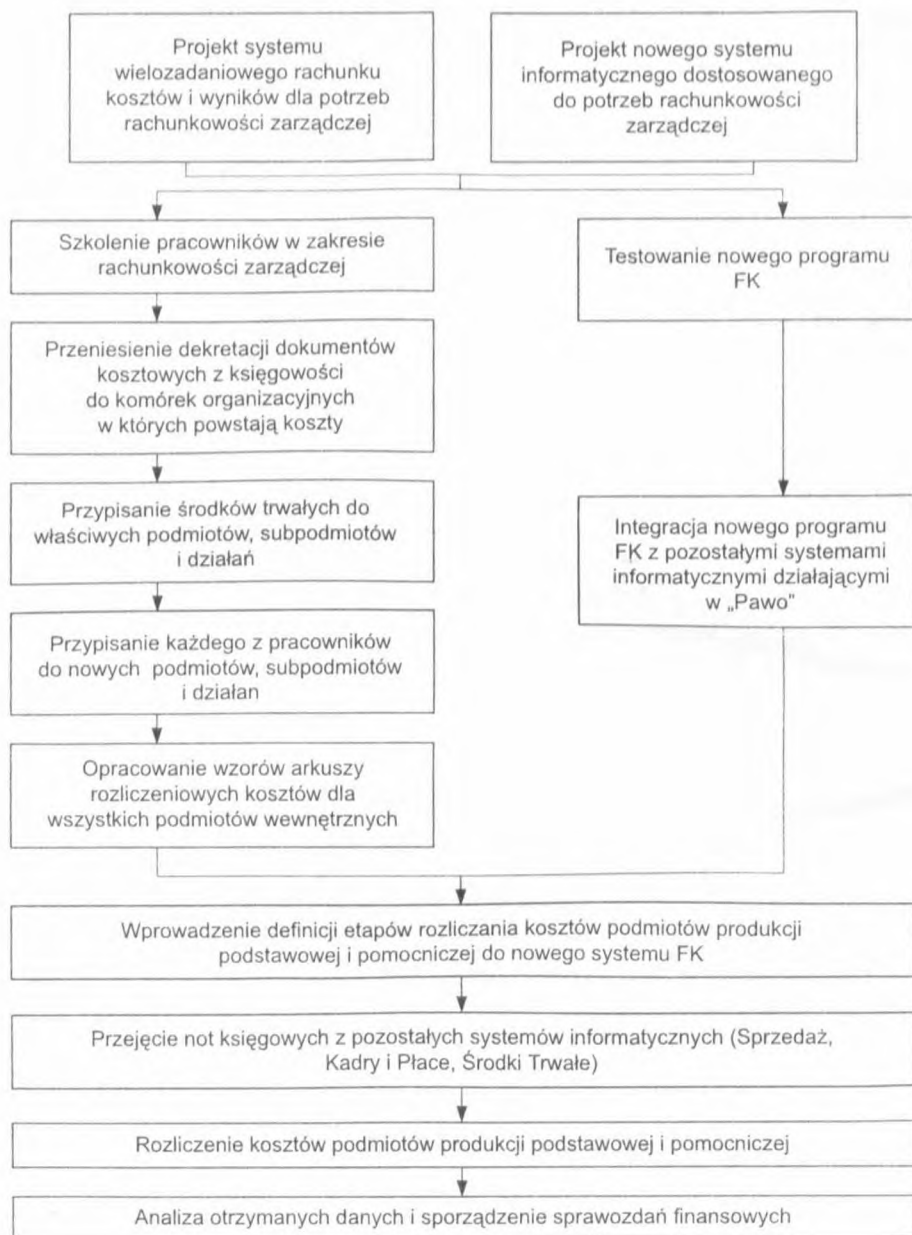 Projekt systemu
wielozadaniowego rachunku
kosztów i wyników dla potrzeb
rachunkowości zarządczej
Projekt nowego systemu
informatycznego dostosowanego
do potrzeb rachunkowości
zarządczej
Szkolenie pracowników w zakresie
rachunkowości zarządczej
Testowanie nowego programu
FK
Przeniesienie dekretacji dokumentów
kosztowych z księgowości
do komórek organizacyjnych
w których powstają koszty
Przypisanie środków trwałych do
właściwych podmiotów, subpodmiotów
i działań
Integracja nowego programu
FK z pozostałymi systemami
informatycznymi działającymi
w „Pawo"
Przypisanie każdego z pracowników
do nowych podmiotów, subpodmiotów
i działan
Opracowanie wzorów arkuszy
rozliczeniowych kosztów dla
wszystkich podmiotów wewnętrznych
Wprowadzenie definicji etapów rozliczania kosztów podmiotów produkcji
podstawowej i pomocniczej do nowego systemu FK
Przejęcie not księgowych z pozostałych systemów informatycznych (Sprzedaż,
Kadry i Płace, Środki Trwałe)
Rozliczenie kosztów podmiotów produkcji podstawowej i pomocniczej
Analiza otrzymanych danych i sporządzenie sprawozdań finansowych